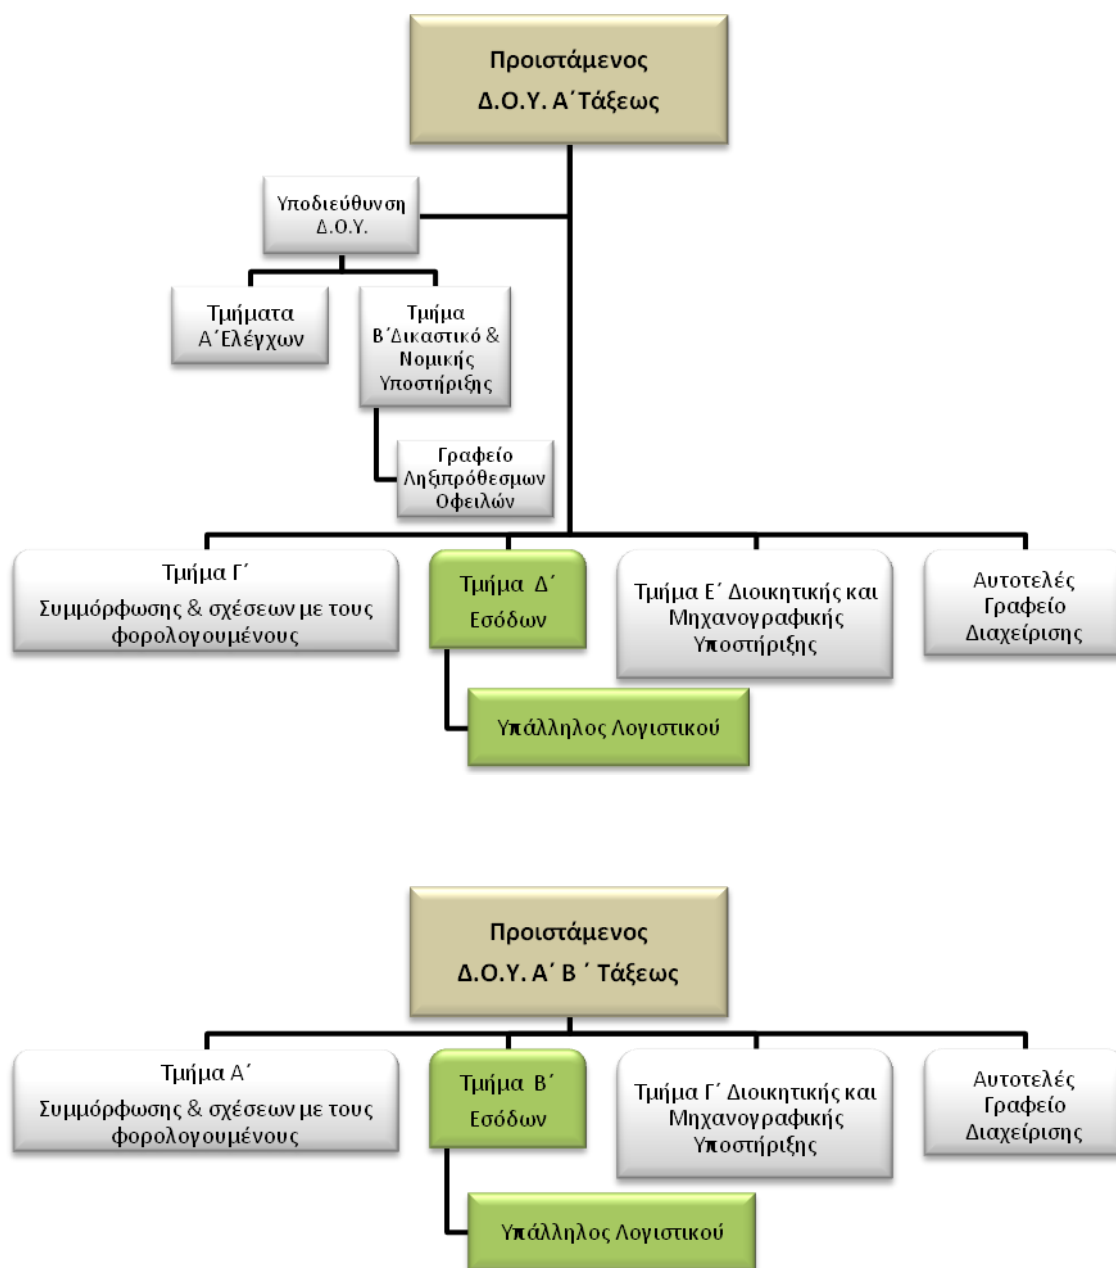 Προιστάμενος
Δ.Ο.Υ. Α΄Τάξεως
Υποδιεύθυνση
Δ.Ο.Υ.
Τμήματα
Α΄Ελέγχων
Τμήμα
Β΄Δικαστικό &
Νομικής
Υποστήριξης
Γραφείο
Ληξιπρόθεσμων
Οφειλών
Τμήμα Γ΄
Συμμόρφωσης & σχέσεων με τους
φορολογουμένους
Τμήμα Δ΄
Εσόδων
Τμήμα Ε΄ Διοικητικής και
Μηχανογραφικής
Υποστήριξης
Αυτοτελές
Γραφείο
Διαχείρισης
Υπάλληλος Λογιστικού
Προιστάμενος
Δ.Ο.Υ. Α΄ Β ΄ Τάξεως
Τμήμα Α΄
Συμμόρφωσης & σχέσεων με τους
φορολογουμένους
Τμήμα Β΄
Εσόδων
Τμήμα Γ΄ Διοικητικής και
Μηχανογραφικής
Υποστήριξης
Αυτοτελές
Γραφείο
Διαχείρισης
Υπάλληλος Λογιστικού